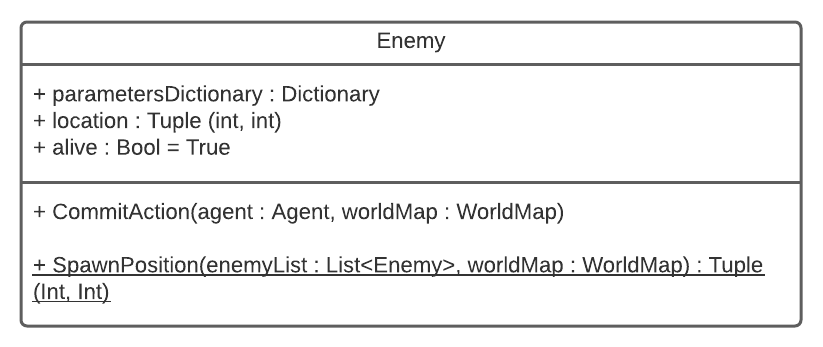 Enemy
+ parametersDictionary : Dictionary
+ location : Tuple (int, int)
+ alive : Bool = True
+ CommitAction(agent : Agent, worldMap : WorldMap)
+ SpawnPosition(enemyList : List<Enemy>, worldMap : WorldMap) : Tuple
(Int, Int)